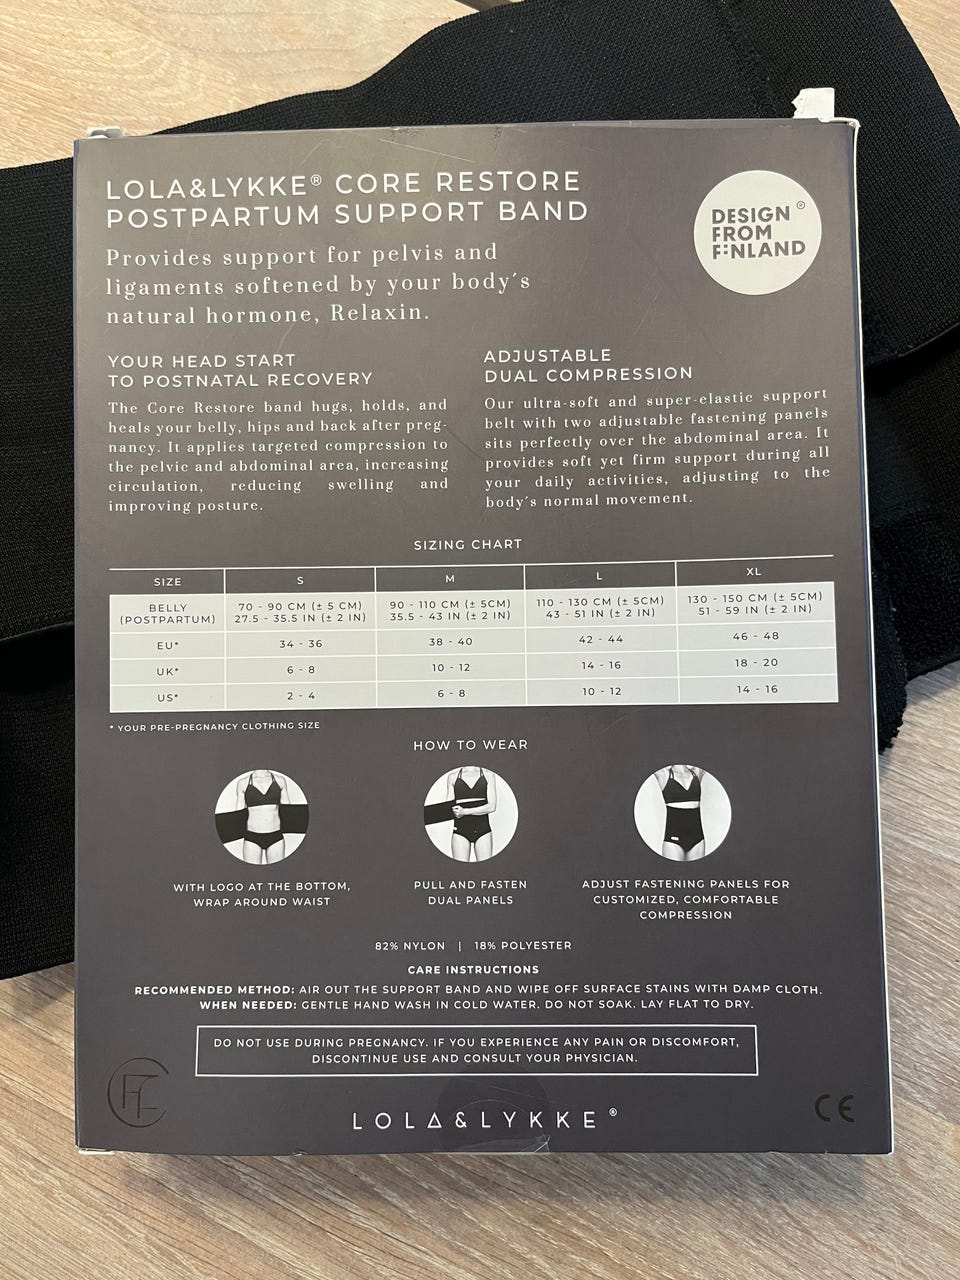 LOLA&LYKKE® CORE RESTORE
POSTPARTUM SUPPORT BAND
Provides support for pelvis and
ligaments softened by your body´s
natural hormone, Relaxin.
DESIGN ®
FROM
FINLAND
YOUR HEAD START
TO POSTNATAL RECOVERY
The Core Restore band hugs, holds, and
heals your belly, hips and back after preg-
nancy. It applies targeted compression to
the pelvic and abdominal area, increasing
circulation, reducing swelling and
improving posture.
ADJUSTABLE
DUAL COMPRESSION
Our ultra-soft and super-elastic support
belt with two adjustable fastening panels
sits perfectly over the abdominal area. It
provides soft yet firm support during all
your daily activities, adjusting to the
body´s normal movement.
SIZING CHART
SIZE S M L XL
BELLY (POSTPARTUM) 70 - 90 CM (± 5 CM) 27.5 - 35.5 IN (± 2 IN) 90 - 110 CM (± 5CM) 35.5 - 43 IN (± 2 IN) 110 - 130 CM (± 5CM) 43 - 51 IN (± 2 IN) 130 - 150 CM (± 5CM) 51 - 59 IN (± 2 IN)
EU* 34 - 36 38 - 40 42 - 44 46 - 48
UK* 6 - 8 10 - 12 14 - 16 18 - 20
US* 2 - 4 6 - 8 10 - 12 14 - 16
* YOUR PRE-PREGNANCY CLOTHING SIZE
HOW TO WEAR
WITH LOGO AT THE BOTTOM,
WRAP AROUND WAIST
PULL AND FASTEN
DUAL PANELS
ADJUST FASTENING PANELS FOR
CUSTOMIZED, COMFORTABLE
COMPRESSION
82% NYLON | 18% POLYESTER
CARE INSTRUCTIONS
RECOMMENDED METHOD: AIR OUT THE SUPPORT BAND AND WIPE OFF SURFACE STAINS WITH DAMP CLOTH.
WHEN NEEDED: GENTLE HAND WASH IN COLD WATER. DO NOT SOAK. LAY FLAT TO DRY.
DO NOT USE DURING PREGNANCY. IF YOU EXPERIENCE ANY PAIN OR DISCOMFORT,
DISCONTINUE USE AND CONSULT YOUR PHYSICIAN.
LOLA&LYKKE®
CE